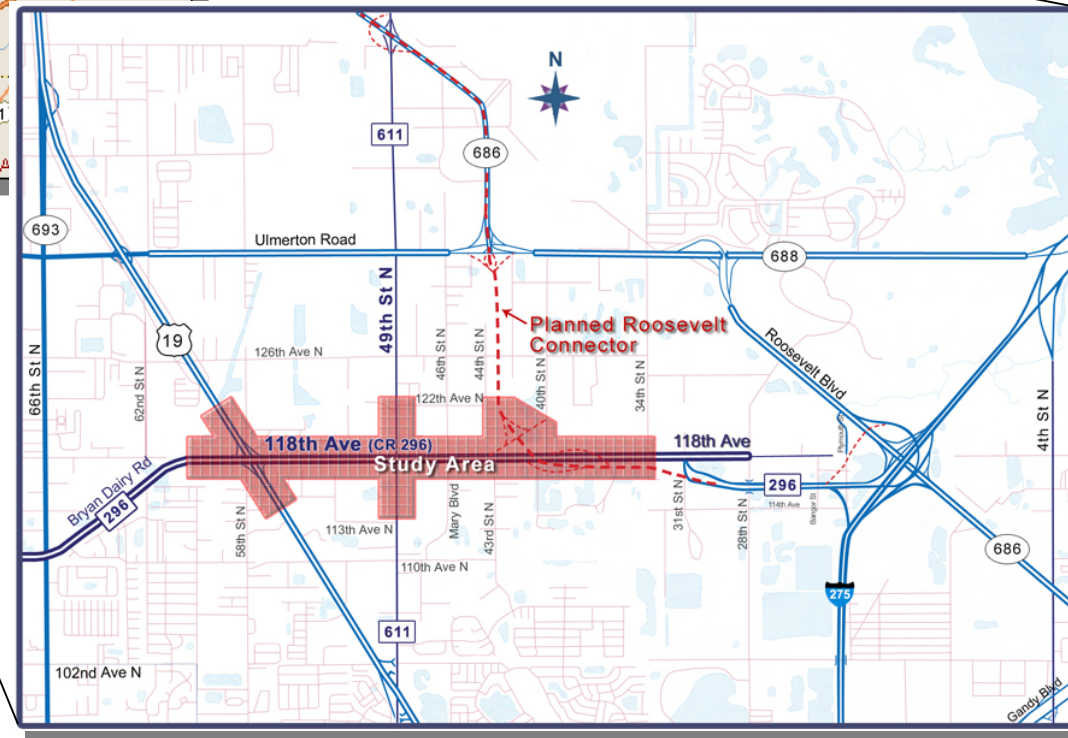 N
611
686
693
Ulmerton Road
688
49th St N
Planned Roosevelt
Connector
19
126th Ave N
46th St N
44th St N
40th St N
34th St N
Roosevelt Blvd
66th St N
62nd St N
122th Ave N
4th St N
118th Ave (CR 296)
118th Ave
Study Area
Bryan Dairy Rd
296
296
114th Ave
Bangor St
31st St N
28th St N
58th St N
113th Ave N
Mary Blvd
43rd St N
110th Ave N
686
275
611
102nd Ave N
Gandy Blvd